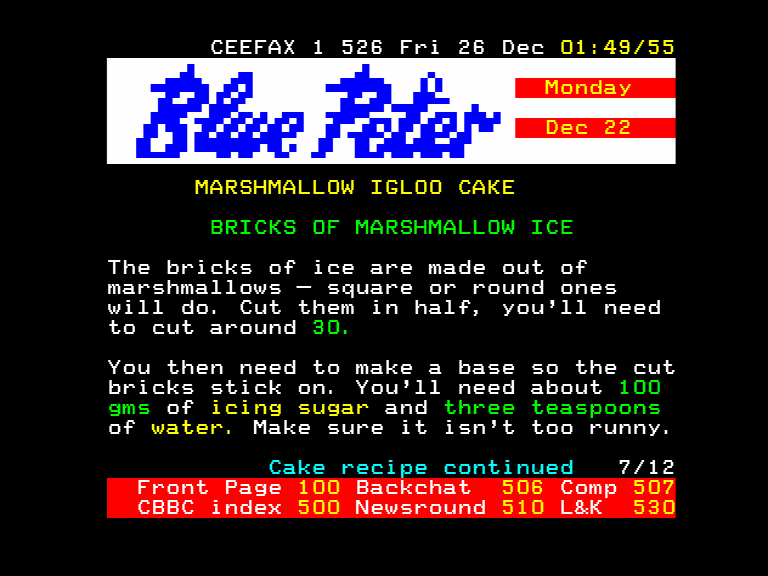 CEEFAX 1 526 Fri 26 Dec 01:49/55
Blue Peter
Monday
Dec 22
MARSHMALLOW IGLOO CAKE
BRICKS OF MARSHMALLOW ICE
The bricks of ice are made out of
marshmallows – square or round ones
will do. Cut them in half, you'll need
to cut around 30.
You then need to make a base so the cut
bricks stick on. You'll need about 100
gms of icing sugar and three teaspoons
of water. Make sure it isn't too runny.
Cake recipe continued 7/12
Front Page 100 Backchat 506 Comp 507
CBBC index 500 Newsround 510 L&K 530